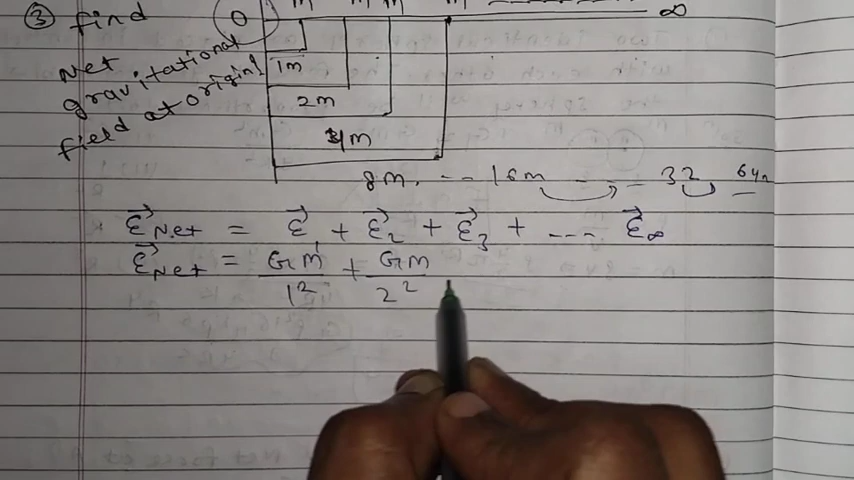 ③ find
0 m m m m ∞
Net
gravitational
field at origin
1m
2m
4m
8m. --- 16m --- 32 64m
ε⃗Net = ε⃗ + ε⃗2 + ε⃗3 + --- ε⃗∞
ε⃗Net = Gm/1² + Gm/2²